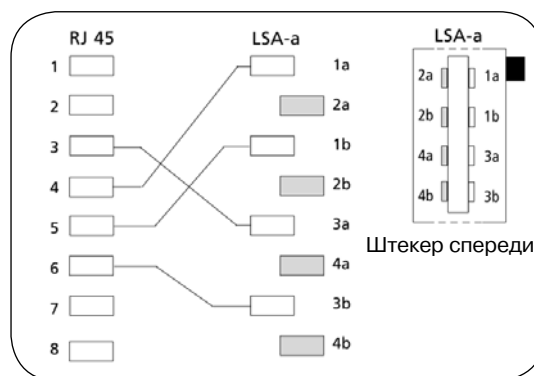 RJ 45 LSA-a LSA-a
1 1a
2 2a
3 1b
4 2b
5 3a
6 4a
7 3b
8 4b
2a 1a
2b 1b
4a 3a
4b 3b
Штекер спереди